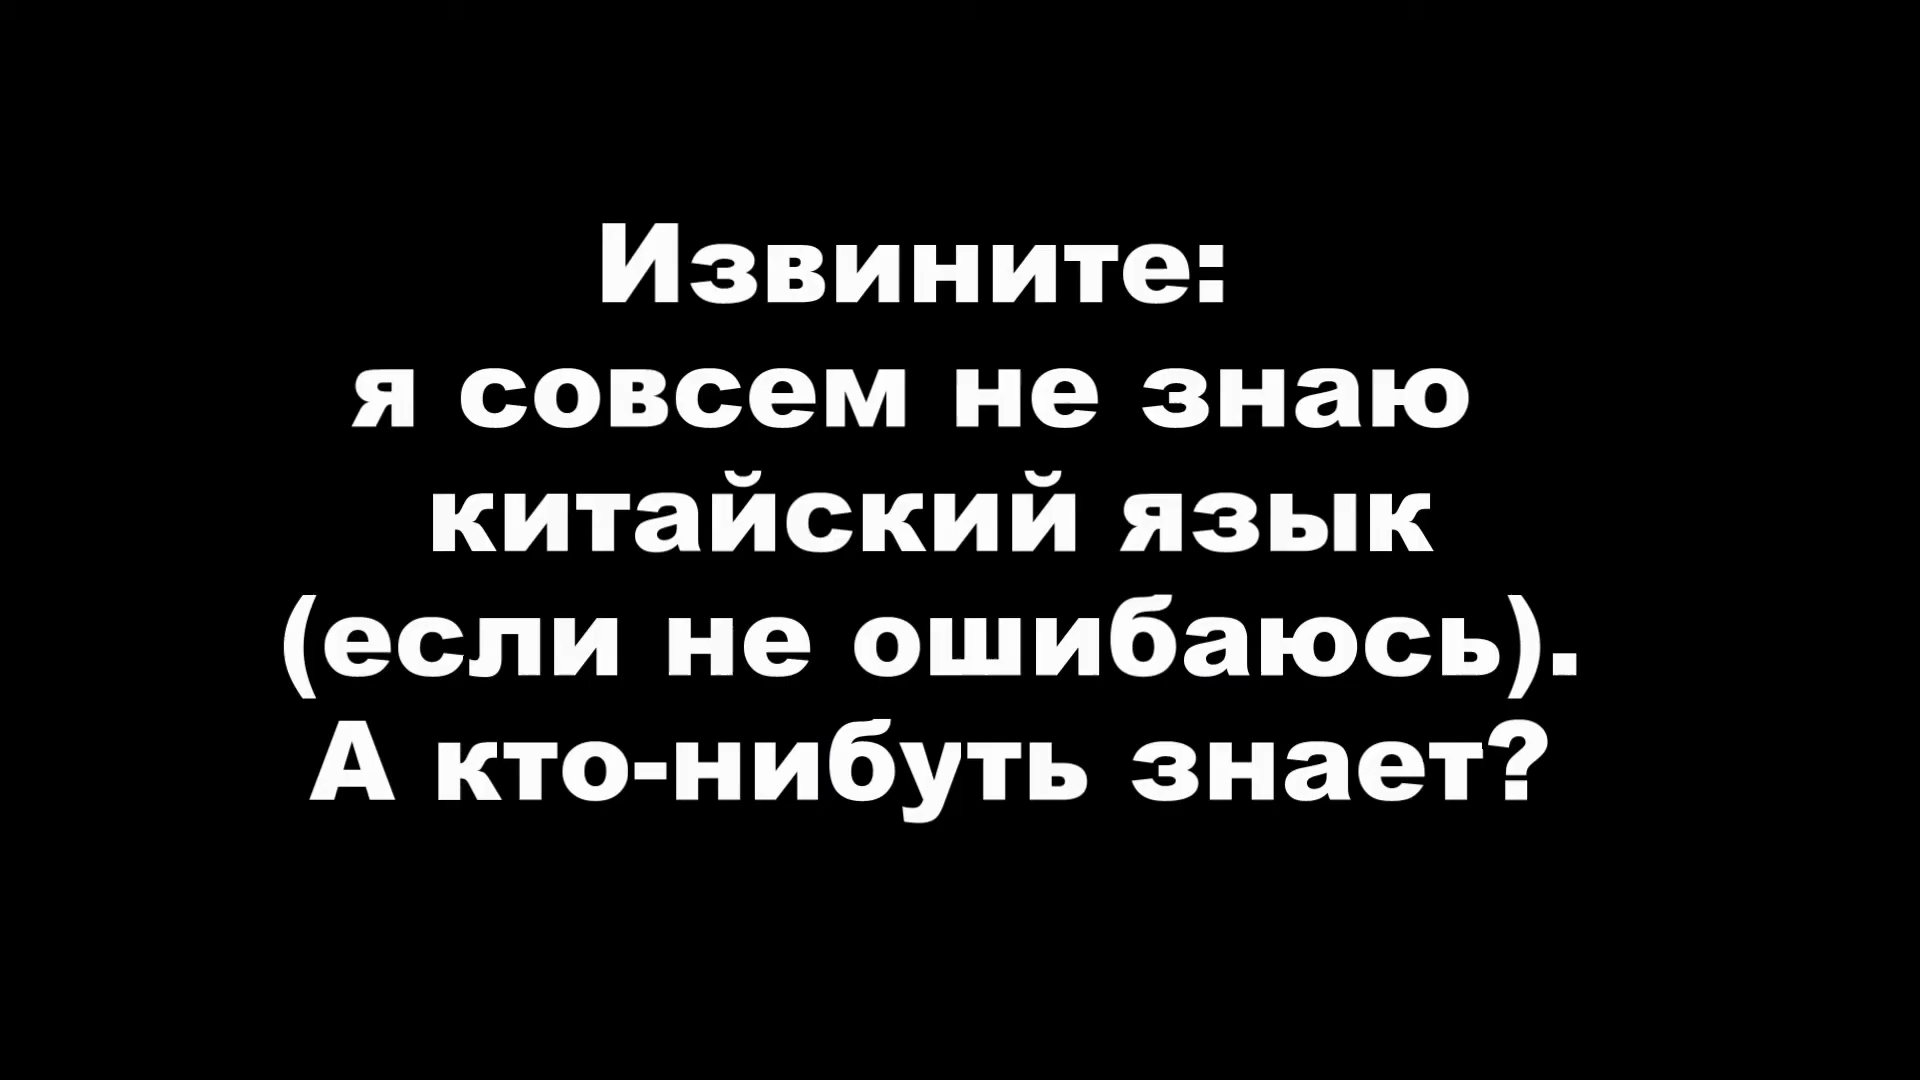 Извините:
я совсем не знаю
китайский язык
(если не ошибаюсь).
А кто-нибуть знает?